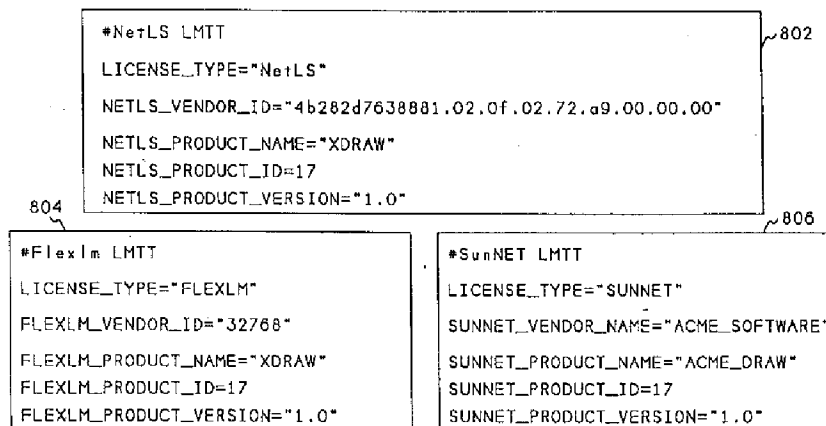 #NetLS LMTT
802
LICENSE_TYPE="NetLS"
NETLS_VENDOR_ID="4b282d7638881.02.0f.02.72.a9.00.00.00"
NETLS_PRODUCT_NAME="XDRAW"
NETLS_PRODUCT_ID=17
NETLS_PRODUCT_VERSION="1.0"
804
#Flexlm LMTT
LICENSE_TYPE="FLEXLM"
FLEXLM_VENDOR_ID="32768"
FLEXLM_PRODUCT_NAME="XDRAW"
FLEXLM_PRODUCT_ID=17
FLEXLM_PRODUCT_VERSION="1.0"
806
#SunNET LMTT
LICENSE_TYPE="SUNNET"
SUNNET_VENDOR_NAME="ACME_SOFTWARE"
SUNNET_PRODUCT_NAME="ACME_DRAW"
SUNNET_PRODUCT_ID=17
SUNNET_PRODUCT_VERSION="1.0"